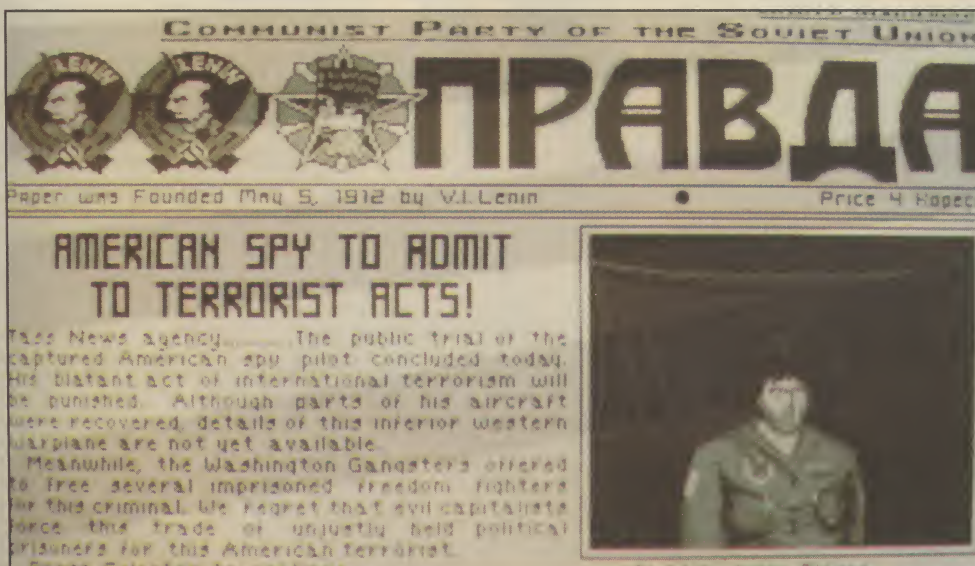 COMMUNIST PARTY OF THE SOVIET UNION
LENIN
LENIN
ПРАВДА
Paper was Founded May 5, 1912 by V.I.Lenin
Price 4 Kopec
AMERICAN SPY TO ADMIT
TO TERRORIST ACTS!
Tass News agency........The public trial of the
captured American spy pilot concluded today.
His blatant act of international terrorism will
be punished. Although parts of his aircraft
were recovered, details of this inferior western
warplane are not yet available.
Meanwhile, the Washington Gangsters offered
to free several imprisoned freedom fighters
for this criminal. We regret that evil capitalists
force this trade of unjustly held political
prisoners for this American terrorist.